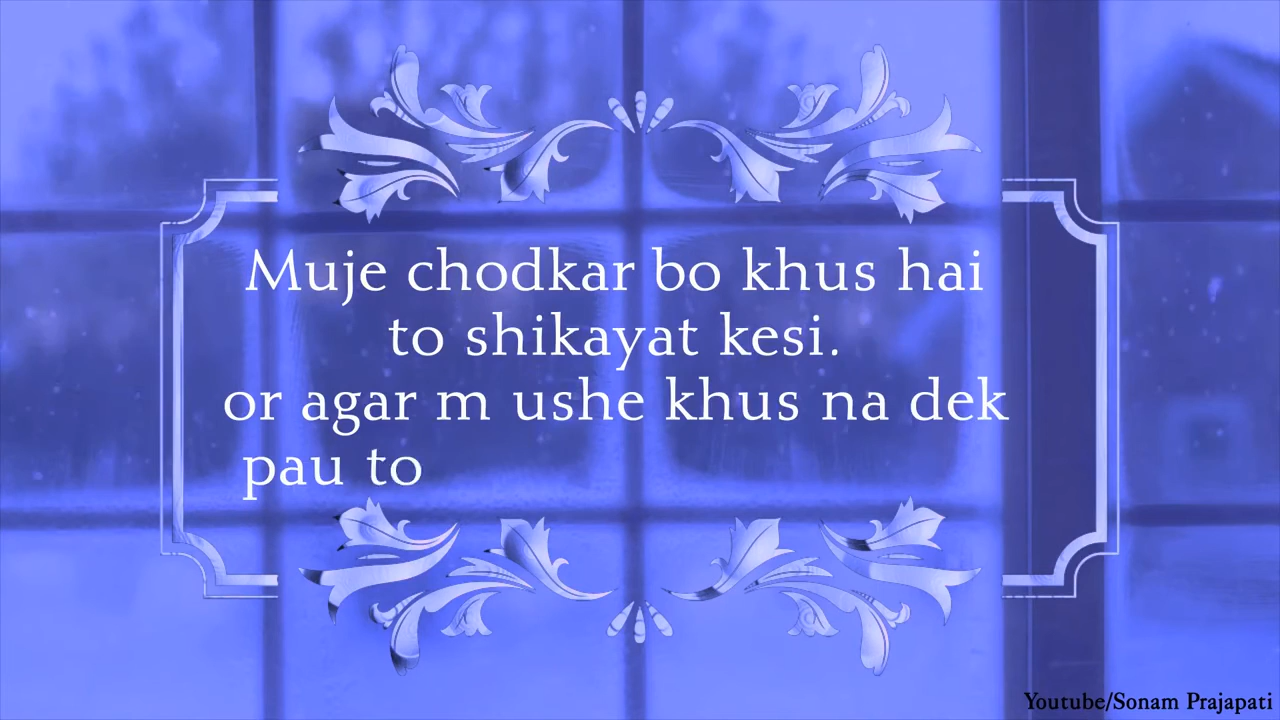 Muje chodkar bo khus hai
to shikayat kesi.
or agar m ushe khus na dek
pau to
Youtube/Sonam Prajapati